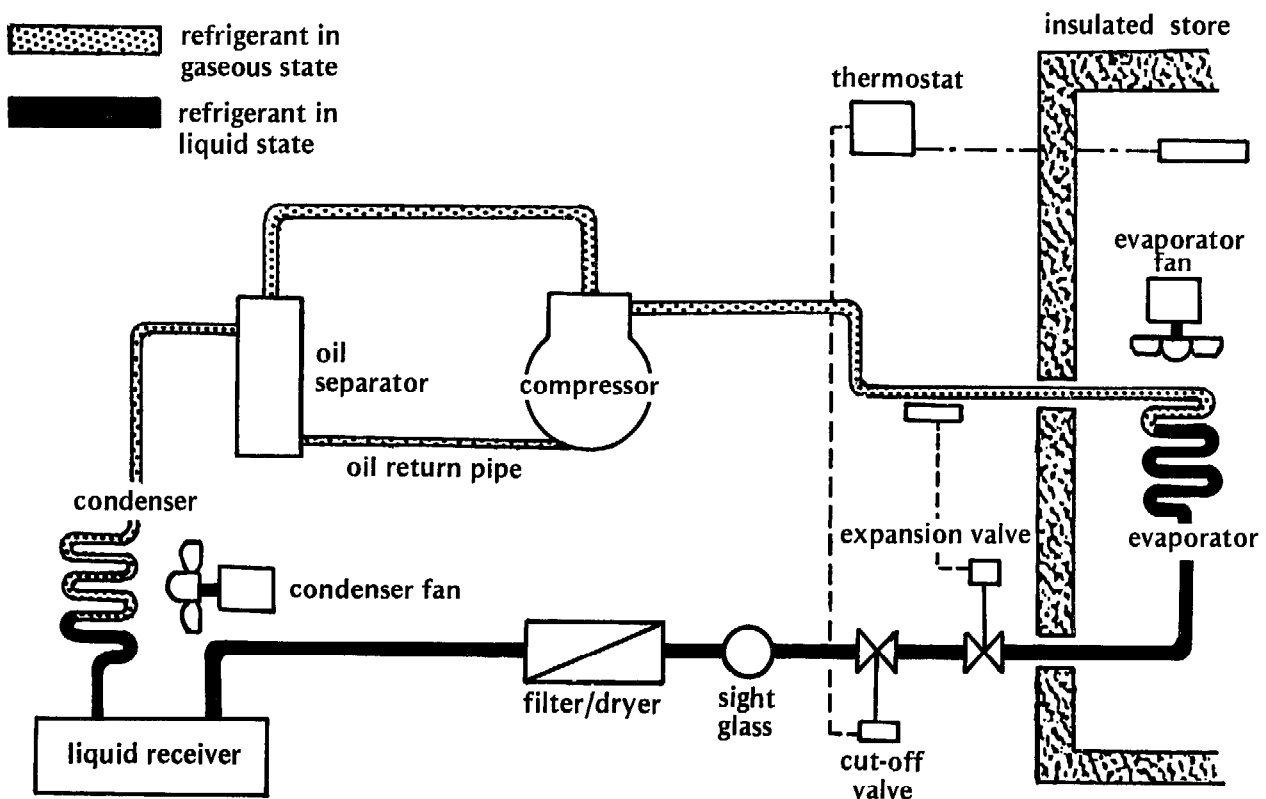 refrigerant in
gaseous state
refrigerant in
liquid state
insulated store
thermostat
evaporator
fan
oil
separator
compressor
oil return pipe
condenser
expansion valve
evaporator
condenser fan
filter/dryer
sight
glass
liquid receiver
cut-off
valve